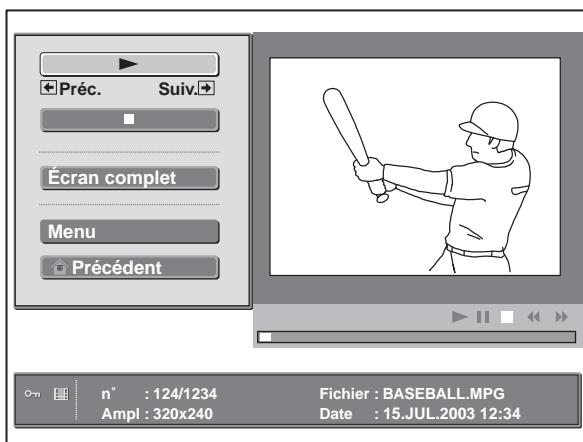 Préc. Suiv.
Écran complet
Menu
Précédent
n° : 124/1234
Ampl : 320x240
Fichier : BASEBALL.MPG
Date : 15.JUL.2003 12:34